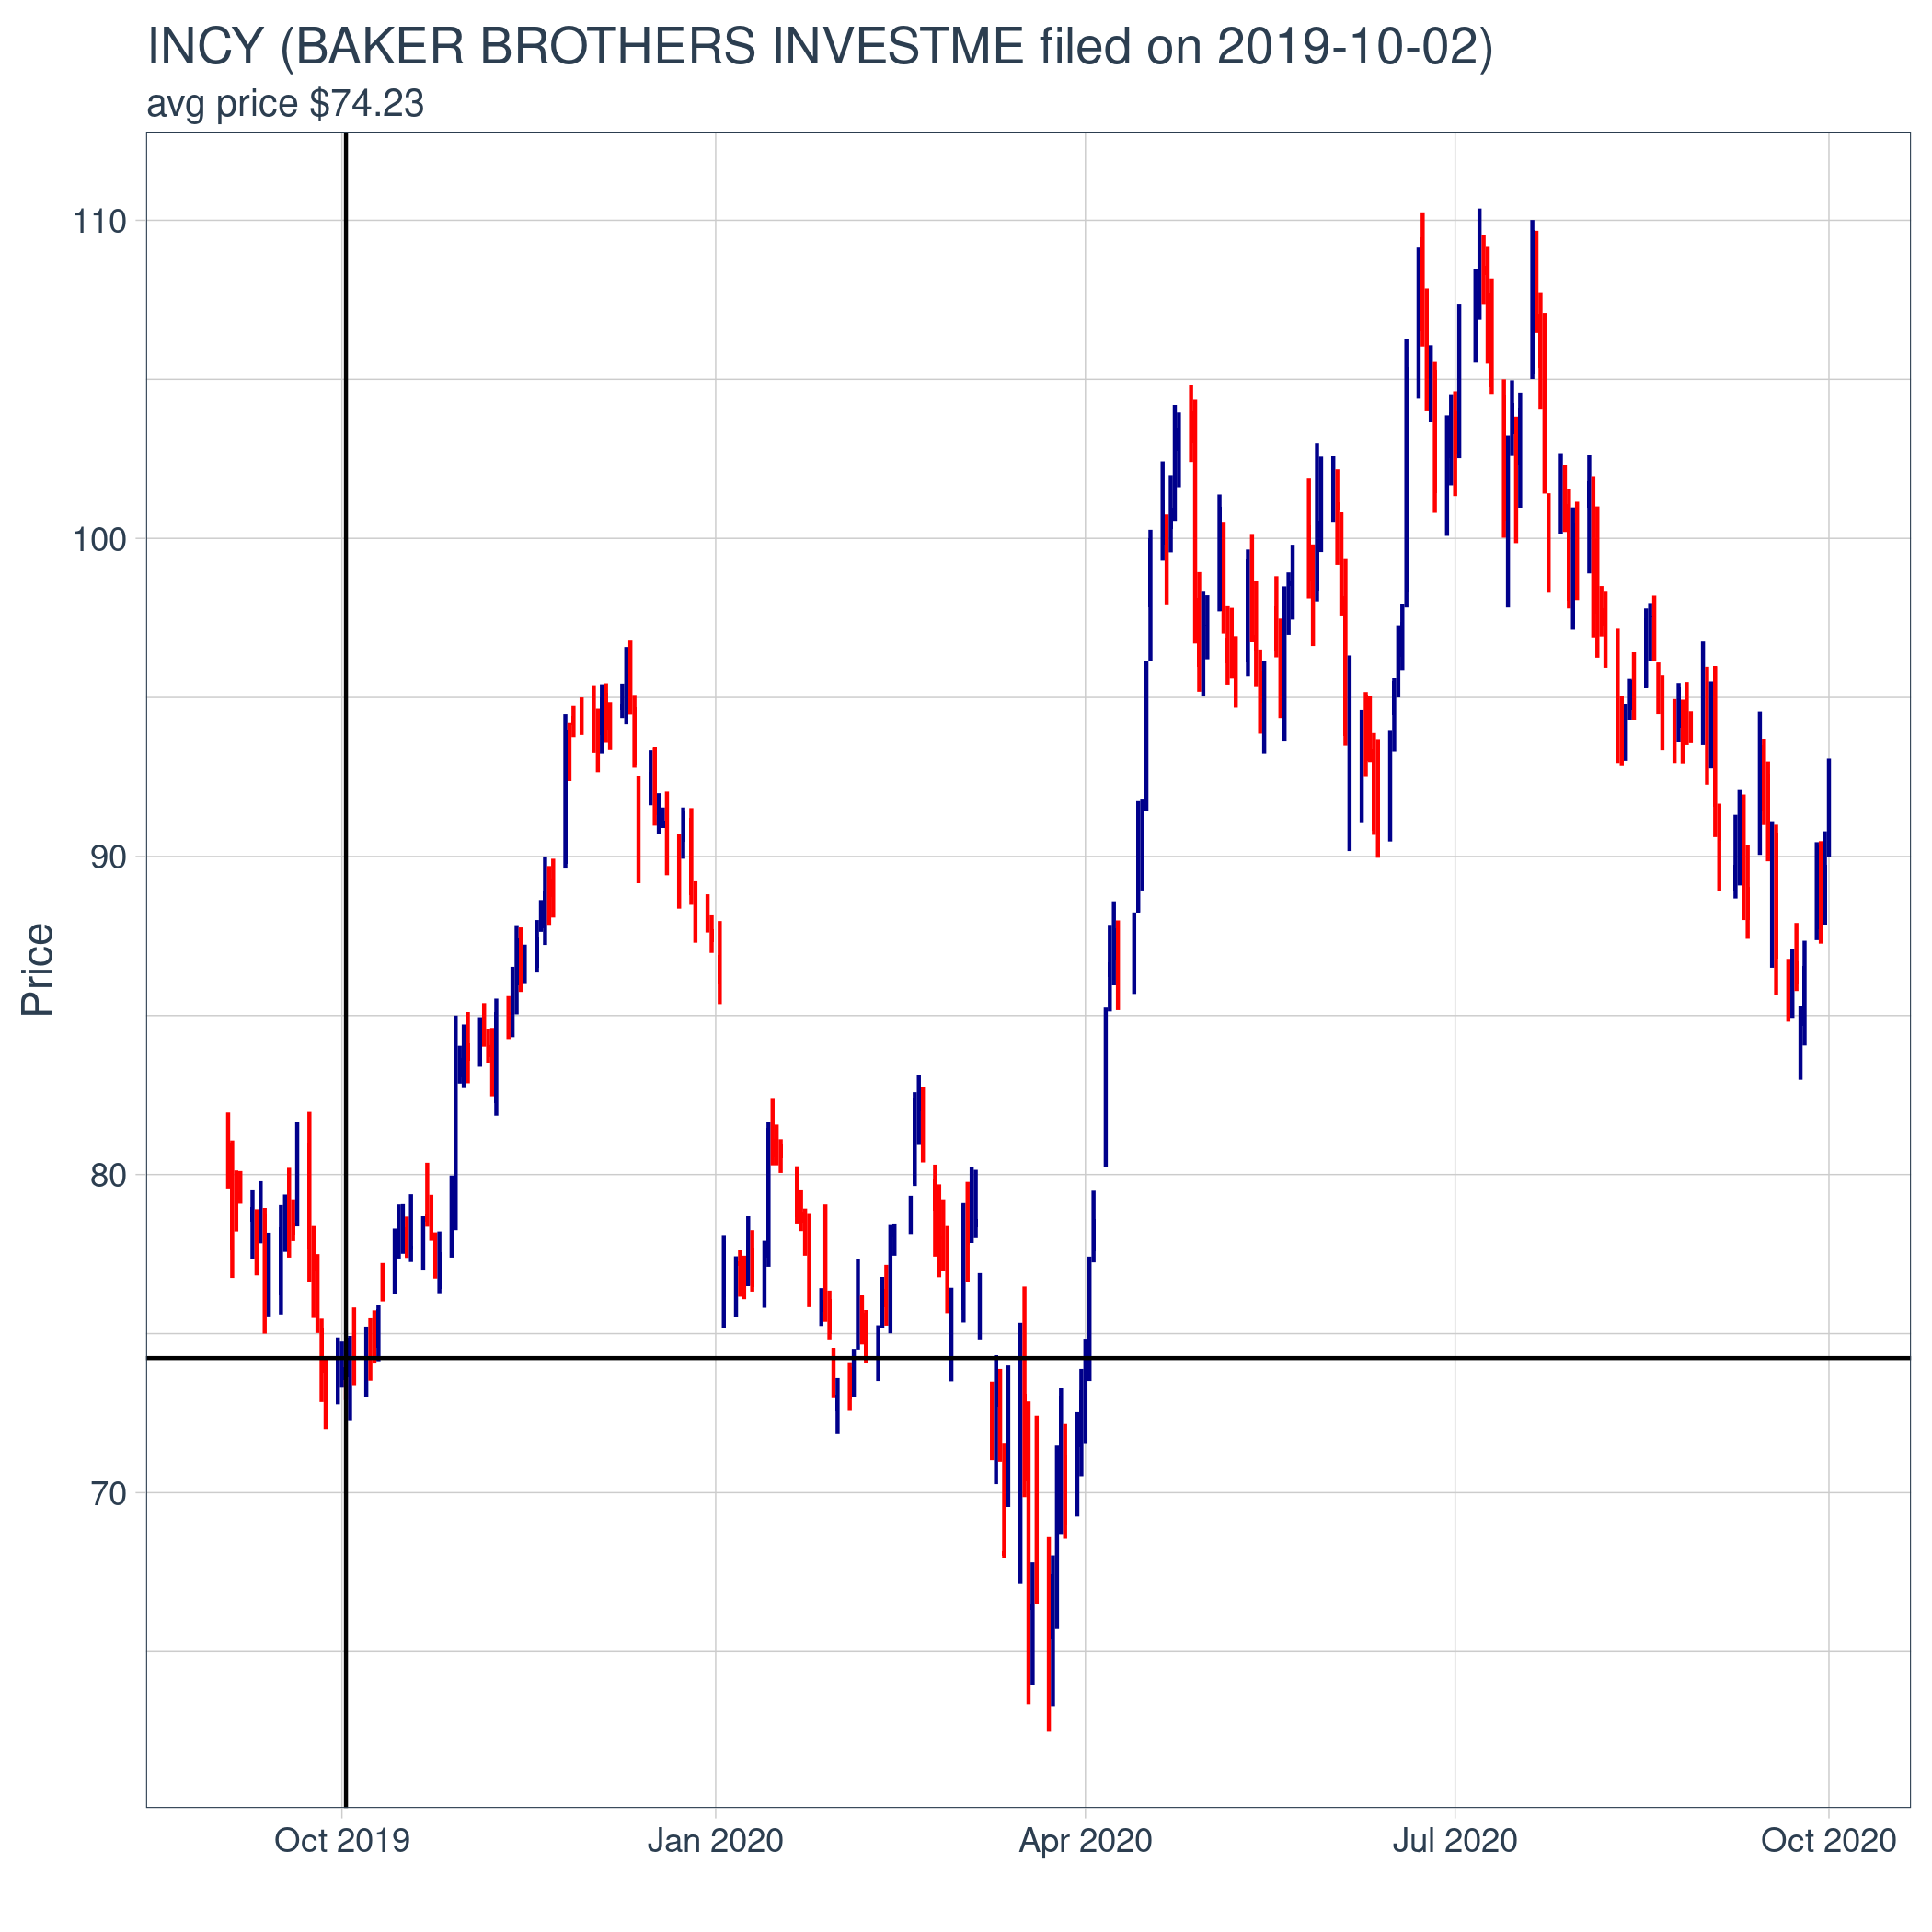 INCY (BAKER BROTHERS INVESTME filed on 2019-10-02)
avg price $74.23
110
100
90
80
70
Price
Oct 2019
Jan 2020
Apr 2020
Jul 2020
Oct 2020